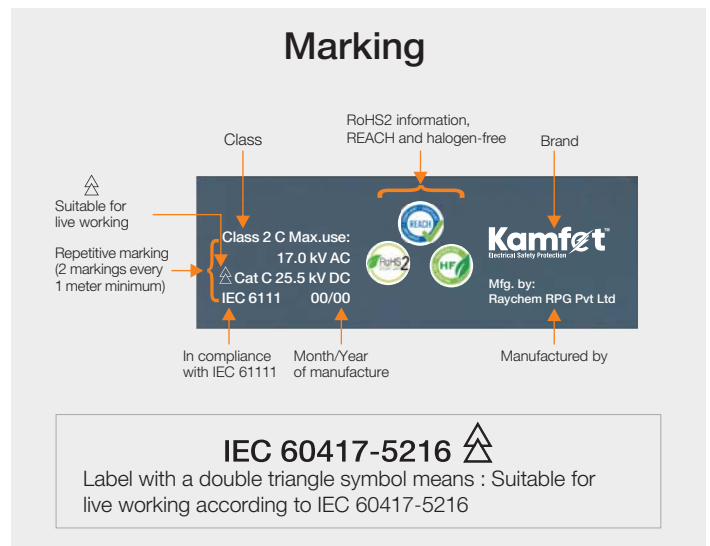 Marking
RoHS2 information,
REACH and halogen-free
Class
Brand
Suitable for
live working
Repetitive marking
(2 markings every
1 meter minimum)
Class 2 C Max.use:
17.0 kV AC
Cat C 25.5 kV DC
IEC 6111 00/00
REACH
RoHS2
HF
Kamfet™
Electrical Safety Protection
Mfg. by:
Raychem RPG Pvt Ltd
In compliance
with IEC 61111
Month/Year
of manufacture
Manufactured by
IEC 60417-5216
Label with a double triangle symbol means : Suitable for
live working according to IEC 60417-5216